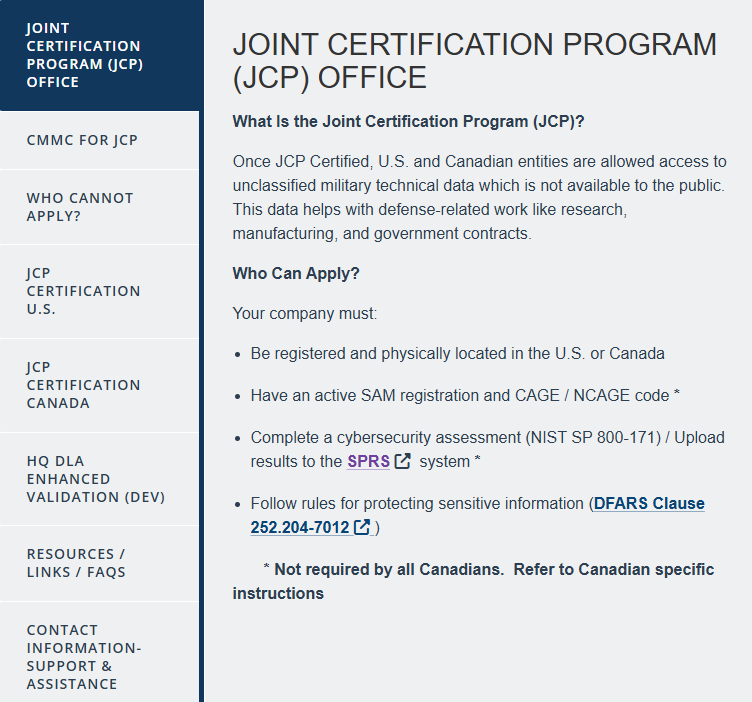 JOINT
CERTIFICATION
PROGRAM (JCP)
OFFICE
CMMC FOR JCP
WHO CANNOT
APPLY?
JCP
CERTIFICATION
U.S.
JCP
CERTIFICATION
CANADA
HQ DLA
ENHANCED
VALIDATION (DEV)
RESOURCES /
LINKS / FAQS
CONTACT
INFORMATION-
SUPPORT &
ASSISTANCE
JOINT CERTIFICATION PROGRAM
(JCP) OFFICE
What Is the Joint Certification Program (JCP)?
Once JCP Certified, U.S. and Canadian entities are allowed access to
unclassified military technical data which is not available to the public.
This data helps with defense-related work like research,
manufacturing, and government contracts.
Who Can Apply?
Your company must:
• Be registered and physically located in the U.S. or Canada
• Have an active SAM registration and CAGE / NCAGE code *
• Complete a cybersecurity assessment (NIST SP 800-171) / Upload
results to the SPRS system *
• Follow rules for protecting sensitive information (DFARS Clause
252.204-7012 )
* Not required by all Canadians. Refer to Canadian specific
instructions